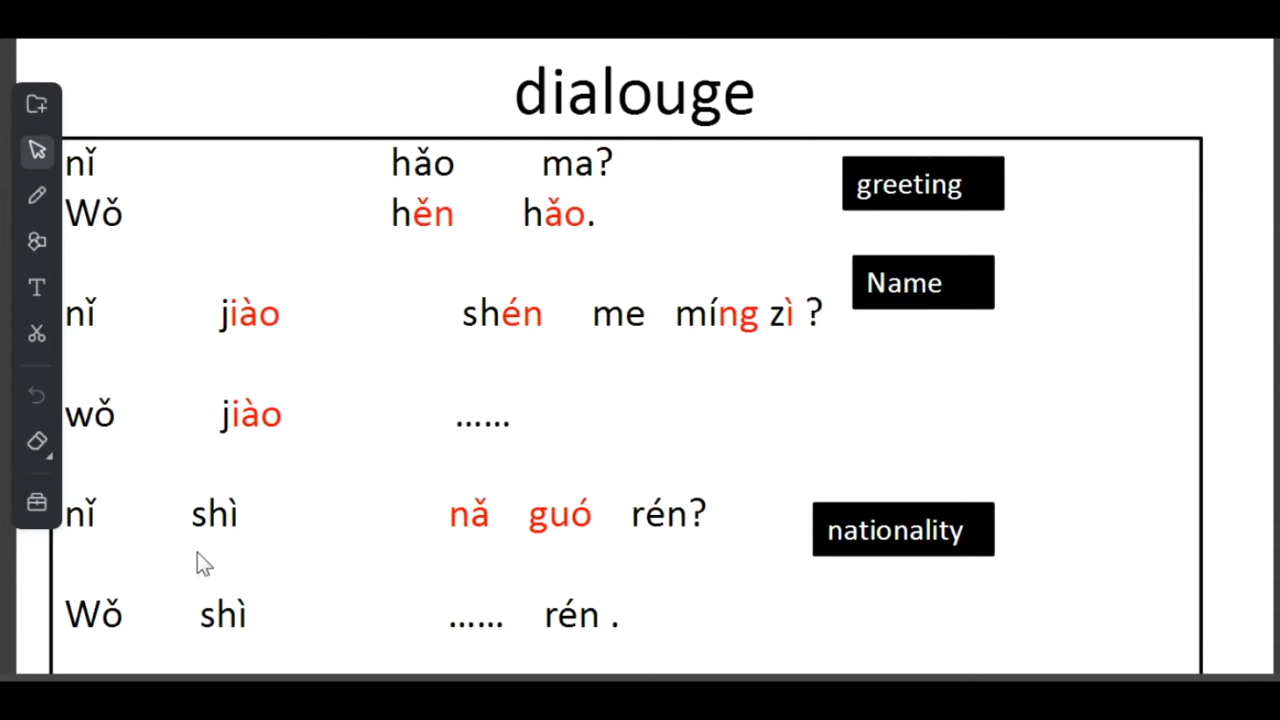 dialouge
nǐ hǎo ma?
greeting
Wǒ hěn hǎo.
Name
nǐ jiào shén me míng zì ?
wǒ jiào ......
nǐ shì nǎ guó rén?
nationality
Wǒ shì ...... rén .